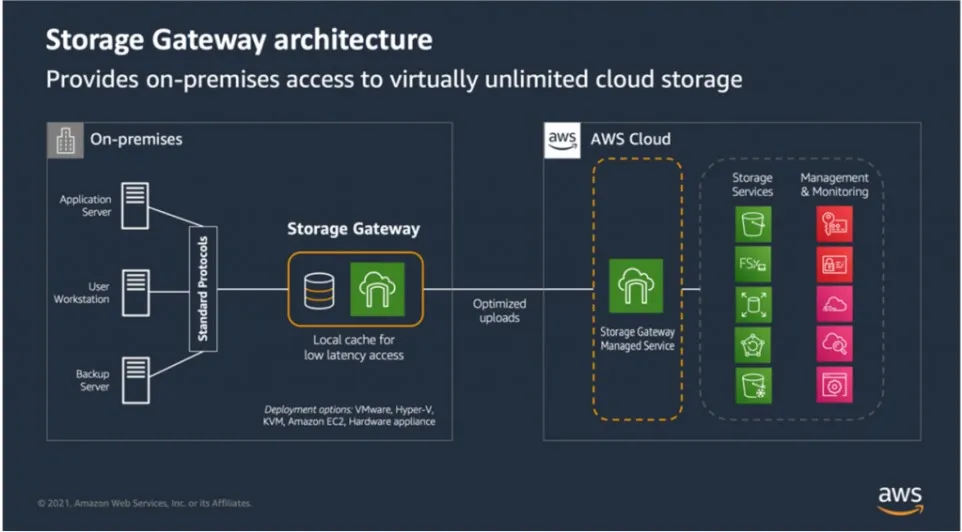 Storage Gateway architecture
Provides on-premises access to virtually unlimited cloud storage
On-premises
Application
Server
User
Workstation
Backup
Server
Standard Protocols
Storage Gateway
Local cache for
low latency access
Deployment options: VMware, Hyper-V,
KVM, Amazon EC2, Hardware appliance
Optimized
uploads
aws
AWS Cloud
Storage Gateway
Managed Service
Storage
Services
FSx
Management
& Monitoring
© 2021, Amazon Web Services, Inc. or its Affiliates.
aws